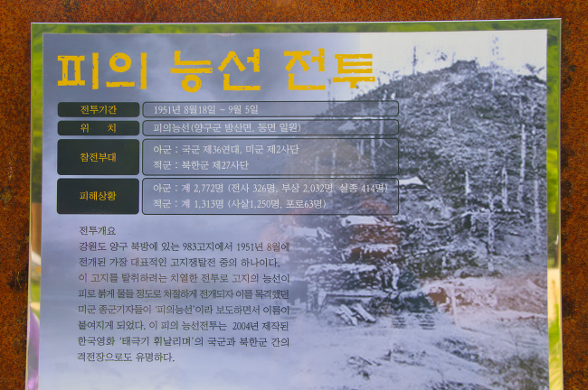 피의 능선 전투
전투기간 1951년 8월18일 ~ 9월 5일
위 치 피의능선(양구군 방산면, 동면 일원)
참전부대 아군 : 국군 제36연대, 미군 제2사단
적군 : 북한군 제27사단
피해상황 아군 : 계 2,772명 (전사 326명, 부상 2,032명, 실종 414명)
적군 : 계 1,313명 (사살1,250명, 포로63명)
전투개요
강원도 양구 북방에 있는 983고지에서 1951년 8월에
전개된 가장 대표적인 고지쟁탈전 중의 하나이다.
이 고지를 탈취하려는 치열한 전투로 고지의 능선이
피로 붉게 물들 정도로 처절하게 전개되자 이를 목격했던
미군 종군기자들이 '피의능선'이라 보도하면서 이름이
붙여지게 되었다. 이 피의 능선전투는 2004년 제작된
한국영화 '태극기 휘날리며'의 국군과 북한군 간의
격전장으로도 유명하다.